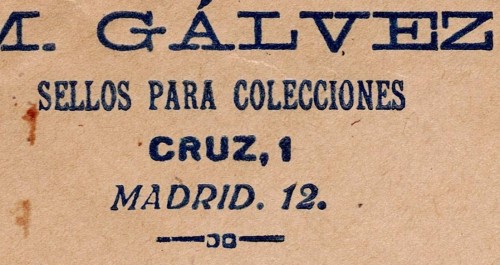 M. GÁLVEZ
SELLOS PARA COLECCIONES
CRUZ, 1
MADRID. 12.